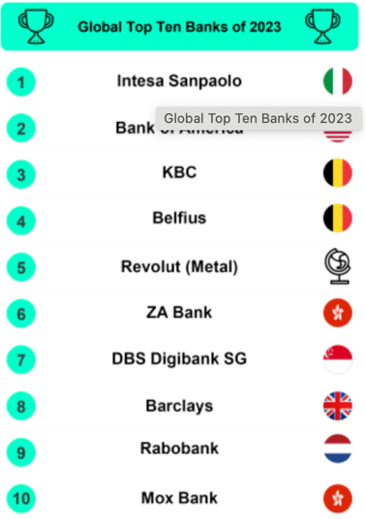 Global Top Ten Banks of 2023
1 Intesa Sanpaolo
Global Top Ten Banks of 2023
2 Bank of America
3 KBC
4 Belfius
5 Revolut (Metal)
6 ZA Bank
7 DBS Digibank SG
8 Barclays
9 Rabobank
10 Mox Bank